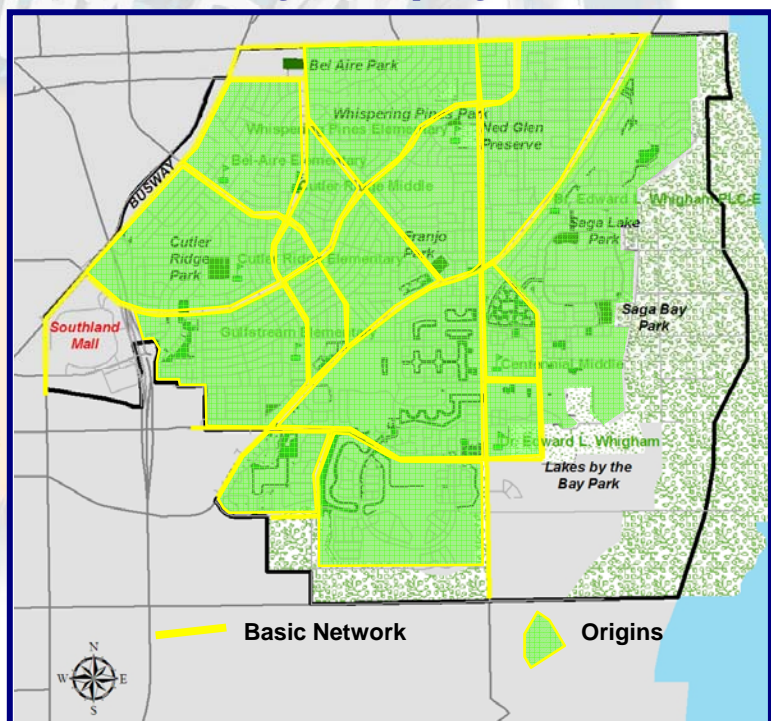 Bel Aire Park
Whispering Pines Park
Whispering Pines Elementary
Ned Glen
Preserve
Bel-Aire Elementary
BUSWAY
Cutler Ridge Middle
Dr. Edward L. Whigham PLC-E
Saga Lake
Park
Cutler
Ridge
Park
Franjo
Park
Cutler Ridge Elementary
Saga Bay
Park
Southland
Mall
Gulfstream Elementary
Centennial Middle
Dr. Edward L. Whigham
Lakes by the
Bay Park
Basic Network
Origins
N
W
E
S